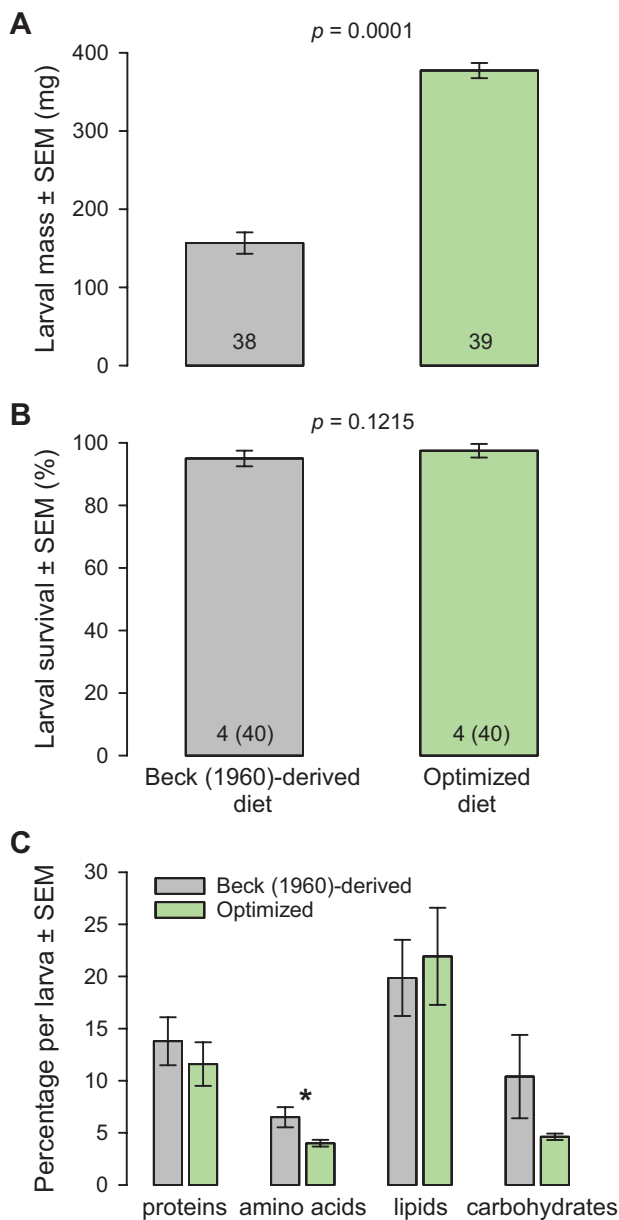 A
p = 0.0001
Larval mass ± SEM (mg)
400
300
200
100
0
38
39
B
p = 0.1215
Larval survival ± SEM (%)
100
80
60
40
20
0
4 (40)
4 (40)
Beck (1960)-derived
diet
Optimized
diet
C
Percentage per larva ± SEM
30
25
20
15
10
5
0
Beck (1960)-derived
Optimized
*
proteins
amino acids
lipids
carbohydrates